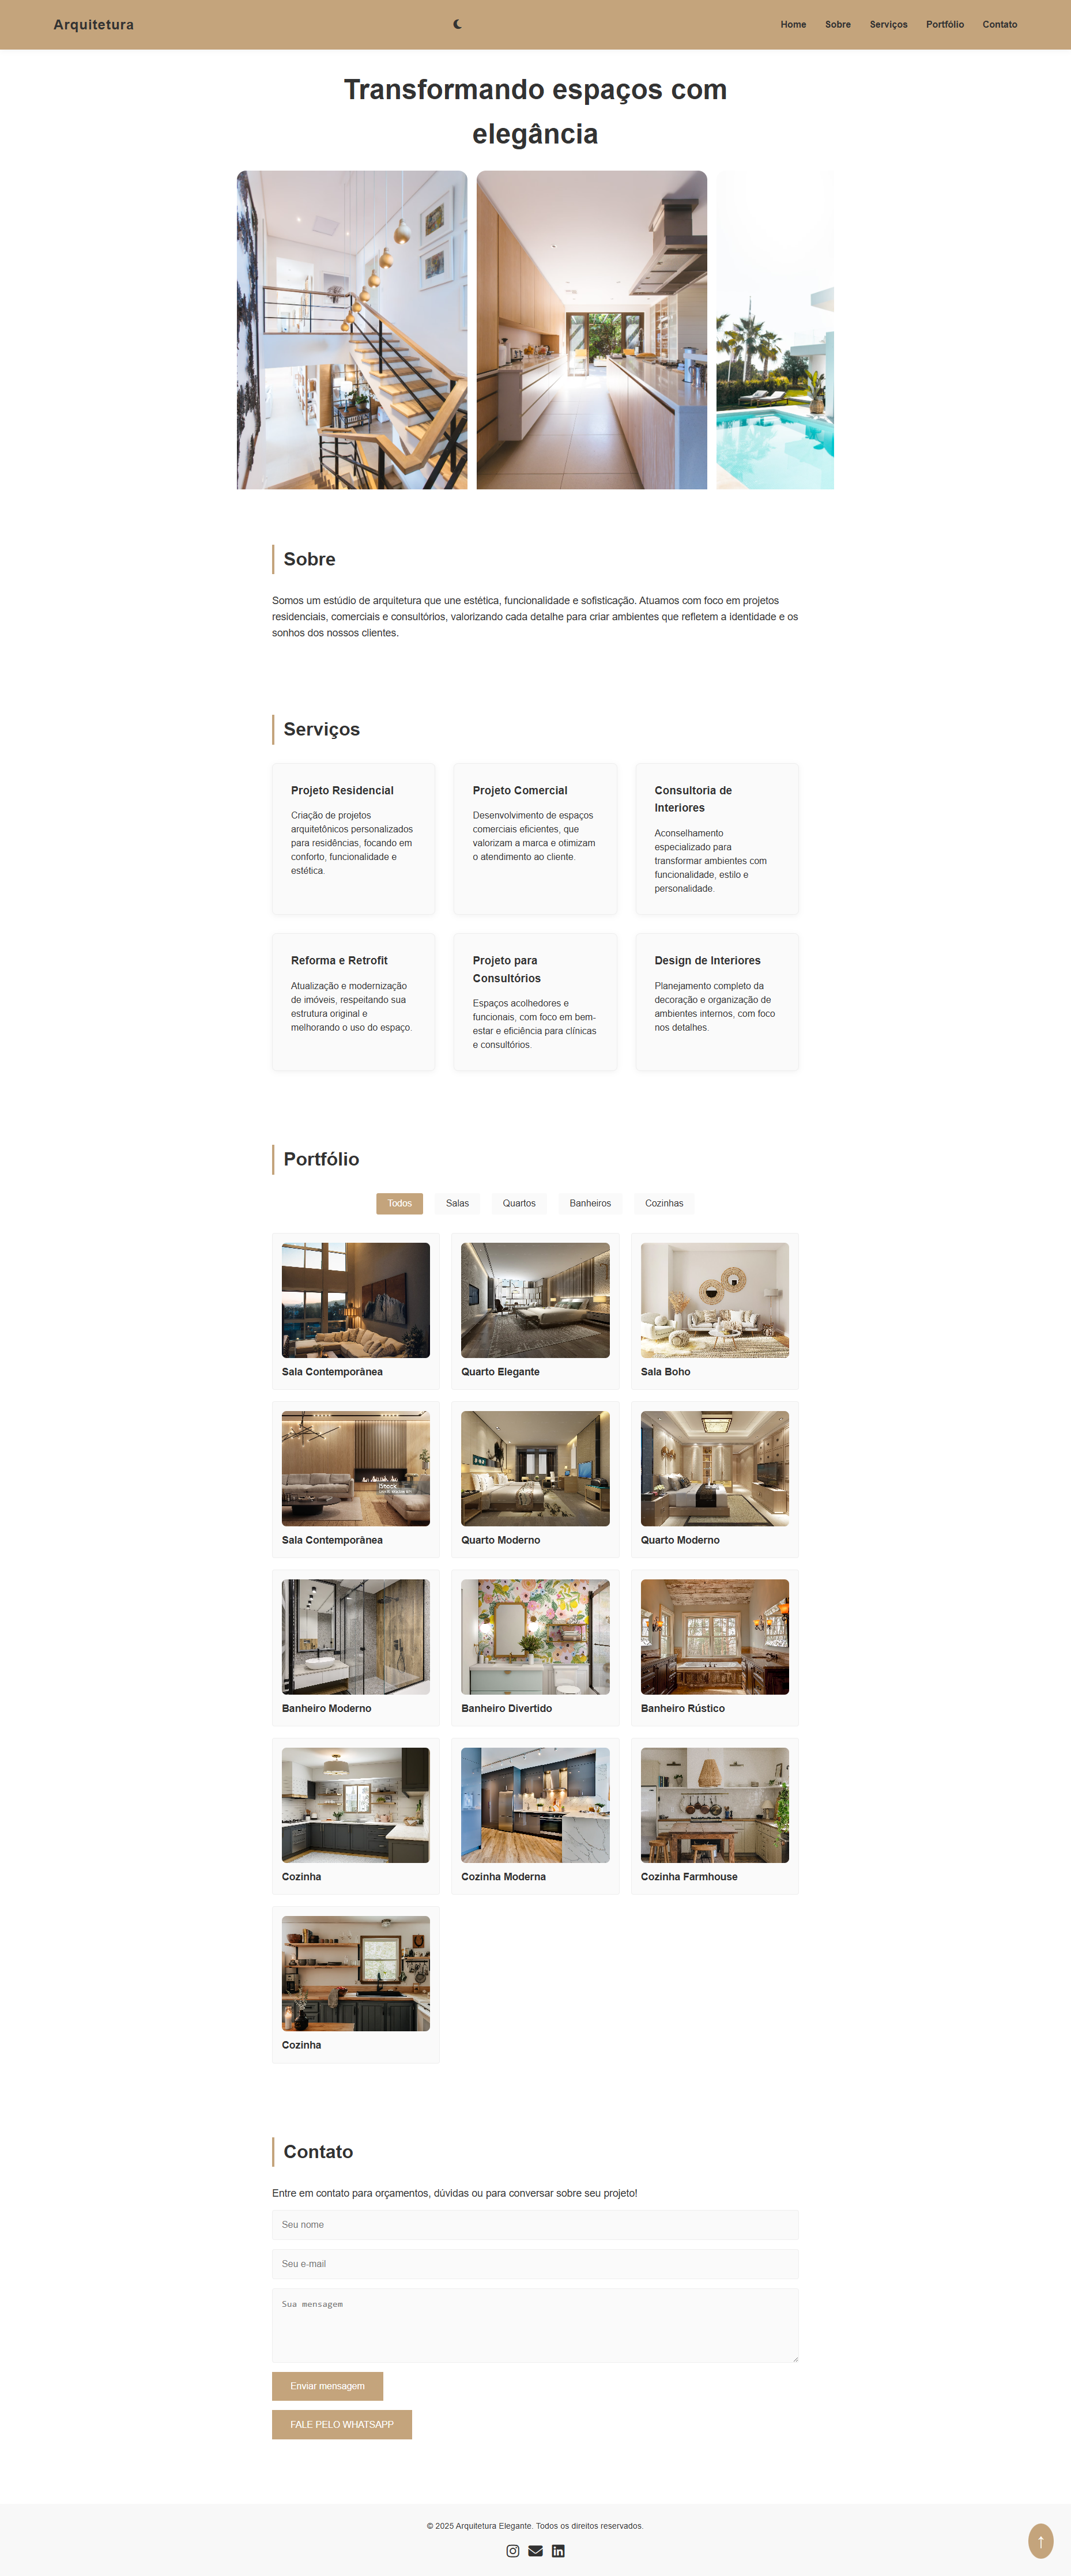 Arquitetura
Home Sobre Serviços Portfólio Contato
Transformando espaços com
elegância
Sobre
Somos um estúdio de arquitetura que une estética, funcionalidade e sofisticação. Atuamos com foco em projetos
residenciais, comerciais e consultórios, valorizando cada detalhe para criar ambientes que refletem a identidade e os
sonhos dos nossos clientes.
Serviços
Projeto Residencial
Criação de projetos
arquitetônicos personalizados
para residências, focando em
conforto, funcionalidade e
estética.
Projeto Comercial
Desenvolvimento de espaços
comerciais eficientes, que
valorizam a marca e otimizam
o atendimento ao cliente.
Consultoria de
Interiores
Aconselhamento
especializado para
transformar ambientes com
funcionalidade, estilo e
personalidade.
Reforma e Retrofit
Atualização e modernização
de imóveis, respeitando sua
estrutura original e
melhorando o uso do espaço.
Projeto para
Consultórios
Espaços acolhedores e
funcionais, com foco em bem-
estar e eficiência para clínicas
e consultórios.
Design de Interiores
Planejamento completo da
decoração e organização de
ambientes internos, com foco
nos detalhes.
Portfólio
Todos Salas Quartos Banheiros Cozinhas
Sala Contemporânea
Quarto Elegante
Sala Boho
iStock
Sala Contemporânea
Quarto Moderno
Quarto Moderno
Banheiro Moderno
Banheiro Divertido
Banheiro Rústico
Cozinha
Cozinha Moderna
Cozinha Farmhouse
Cozinha
Contato
Entre em contato para orçamentos, dúvidas ou para conversar sobre seu projeto!
Seu nome
Seu e-mail
Sua mensagem
Enviar mensagem
FALE PELO WHATSAPP
© 2025 Arquitetura Elegante. Todos os direitos reservados.
↑